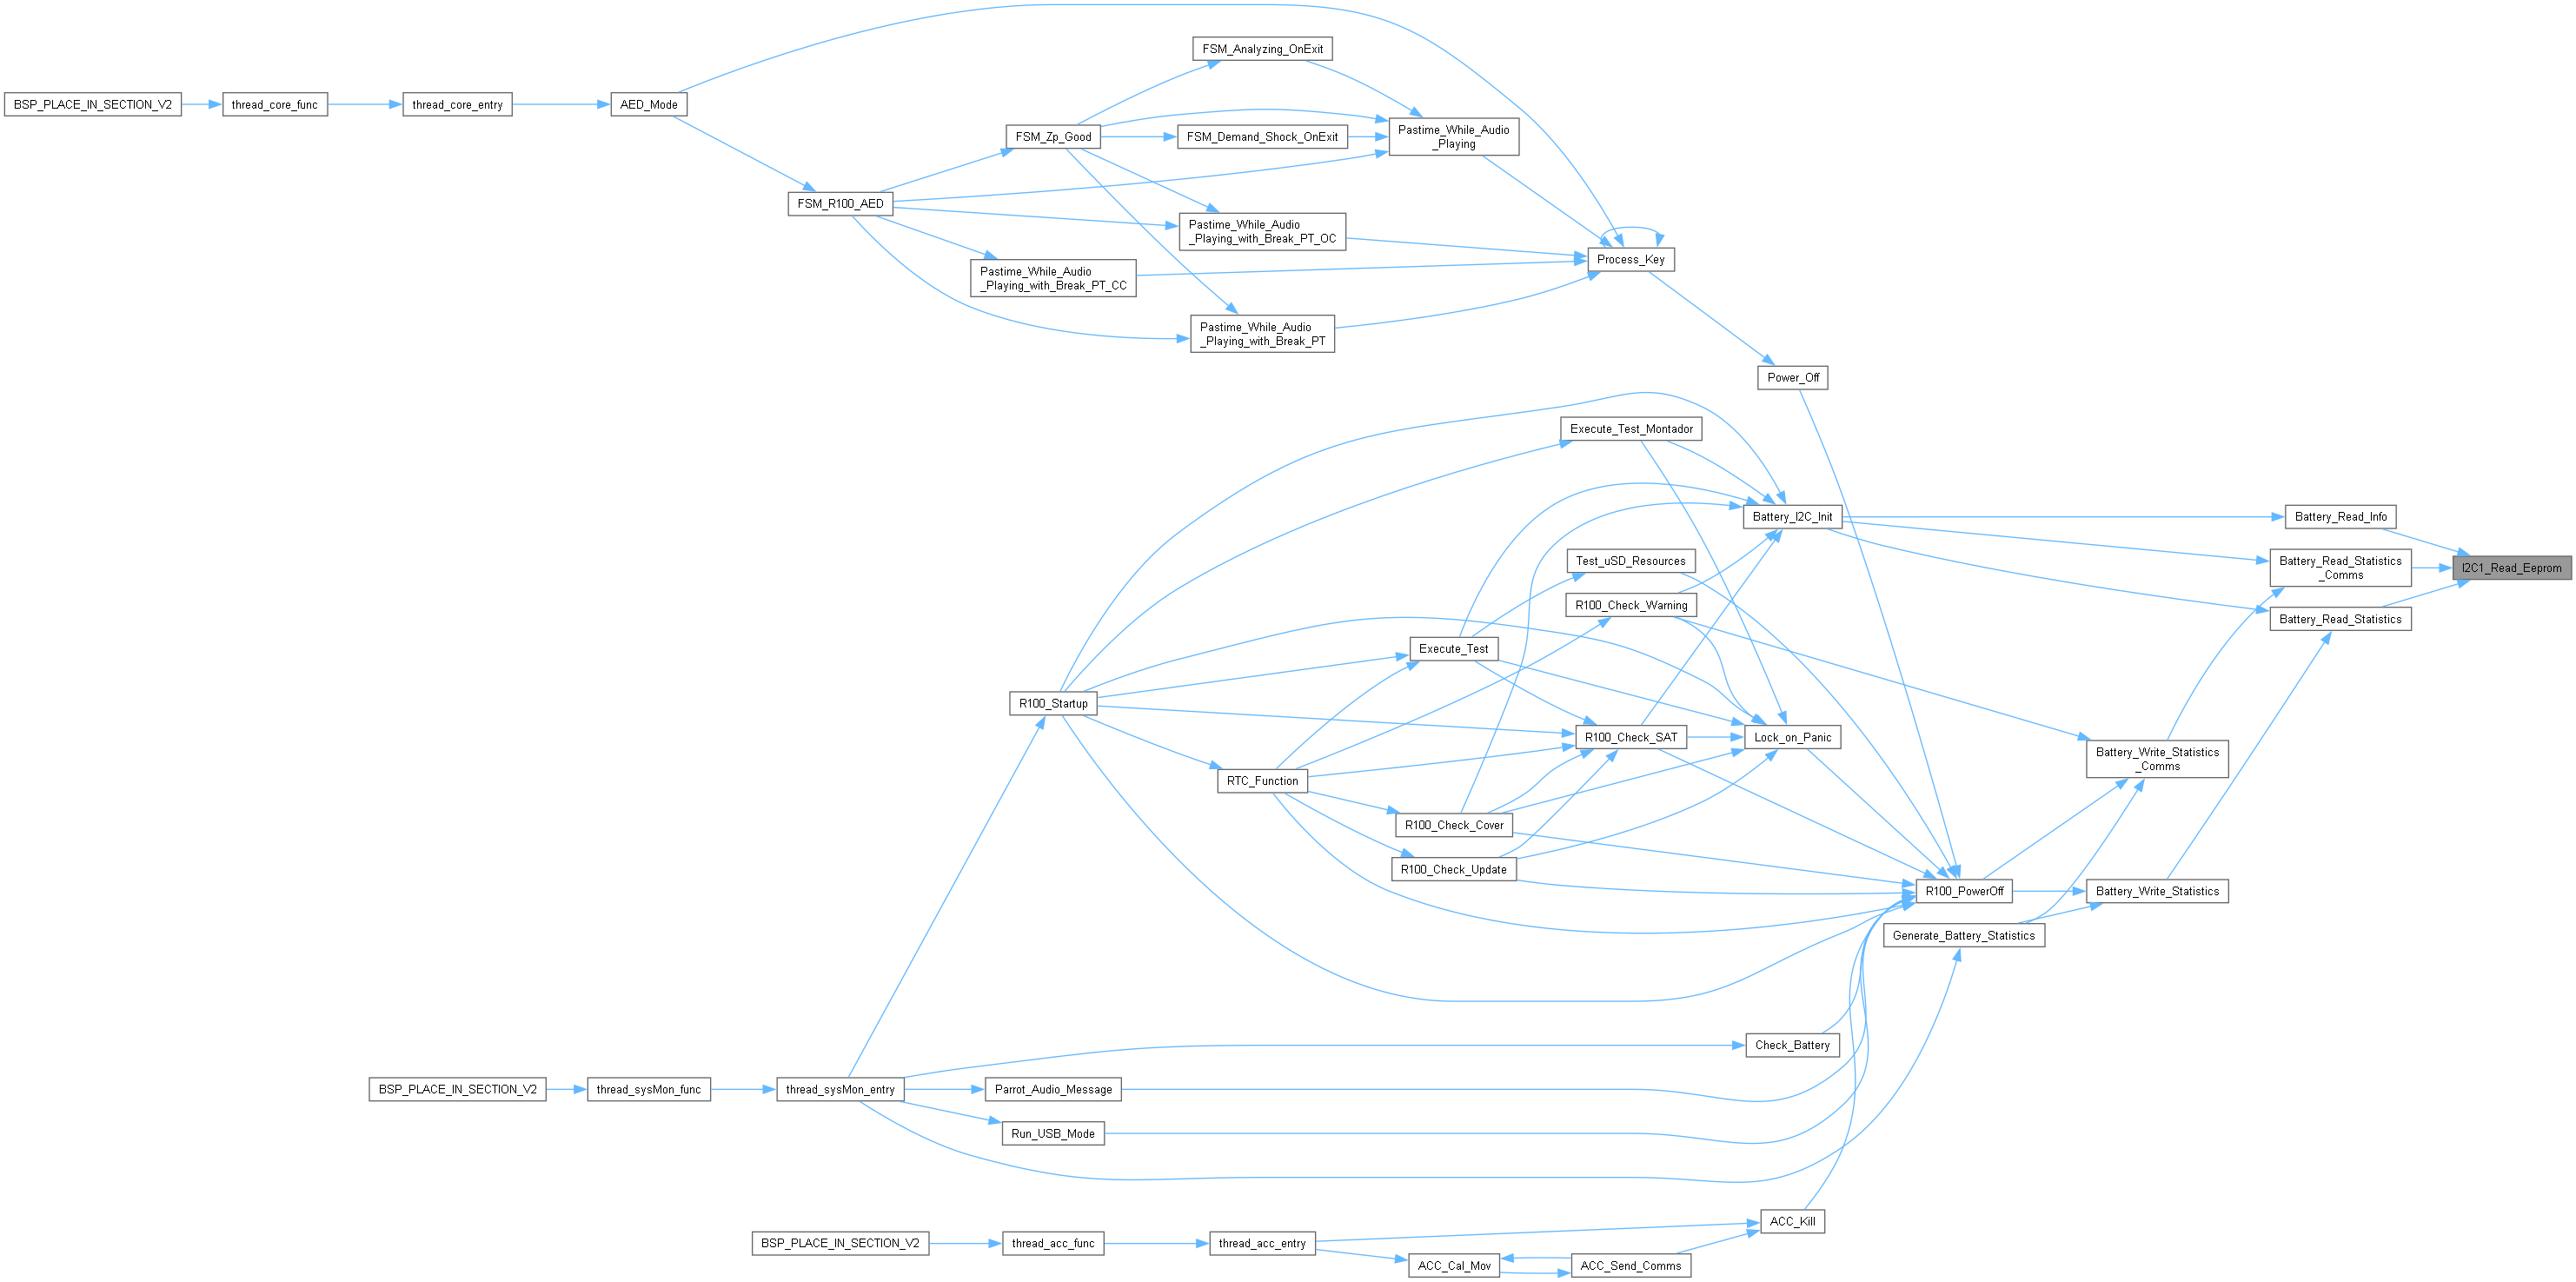 FSM_Analyzing_OnExit
BSP_PLACE_IN_SECTION_V2
thread_core_func
thread_core_entry
AED_Mode
FSM_Zp_Good
FSM_Demand_Shock_OnExit
Pastime_While_Audio
_Playing
FSM_R100_AED
Pastime_While_Audio
_Playing_with_Break_PT_OC
Process_Key
Pastime_While_Audio
_Playing_with_Break_PT_CC
Pastime_While_Audio
_Playing_with_Break_PT
Power_Off
Execute_Test_Montador
Battery_I2C_Init
Battery_Read_Info
Test_uSD_Resources
Battery_Read_Statistics
_Comms
I2C1_Read_Eeprom
R100_Check_Warning
Battery_Read_Statistics
Execute_Test
R100_Startup
R100_Check_SAT
Lock_on_Panic
Battery_Write_Statistics
_Comms
RTC_Function
R100_Check_Cover
R100_Check_Update
R100_PowerOff
Battery_Write_Statistics
Generate_Battery_Statistics
Check_Battery
BSP_PLACE_IN_SECTION_V2
thread_sysMon_func
thread_sysMon_entry
Parrot_Audio_Message
Run_USB_Mode
ACC_Kill
BSP_PLACE_IN_SECTION_V2
thread_acc_func
thread_acc_entry
ACC_Cal_Mov
ACC_Send_Comms